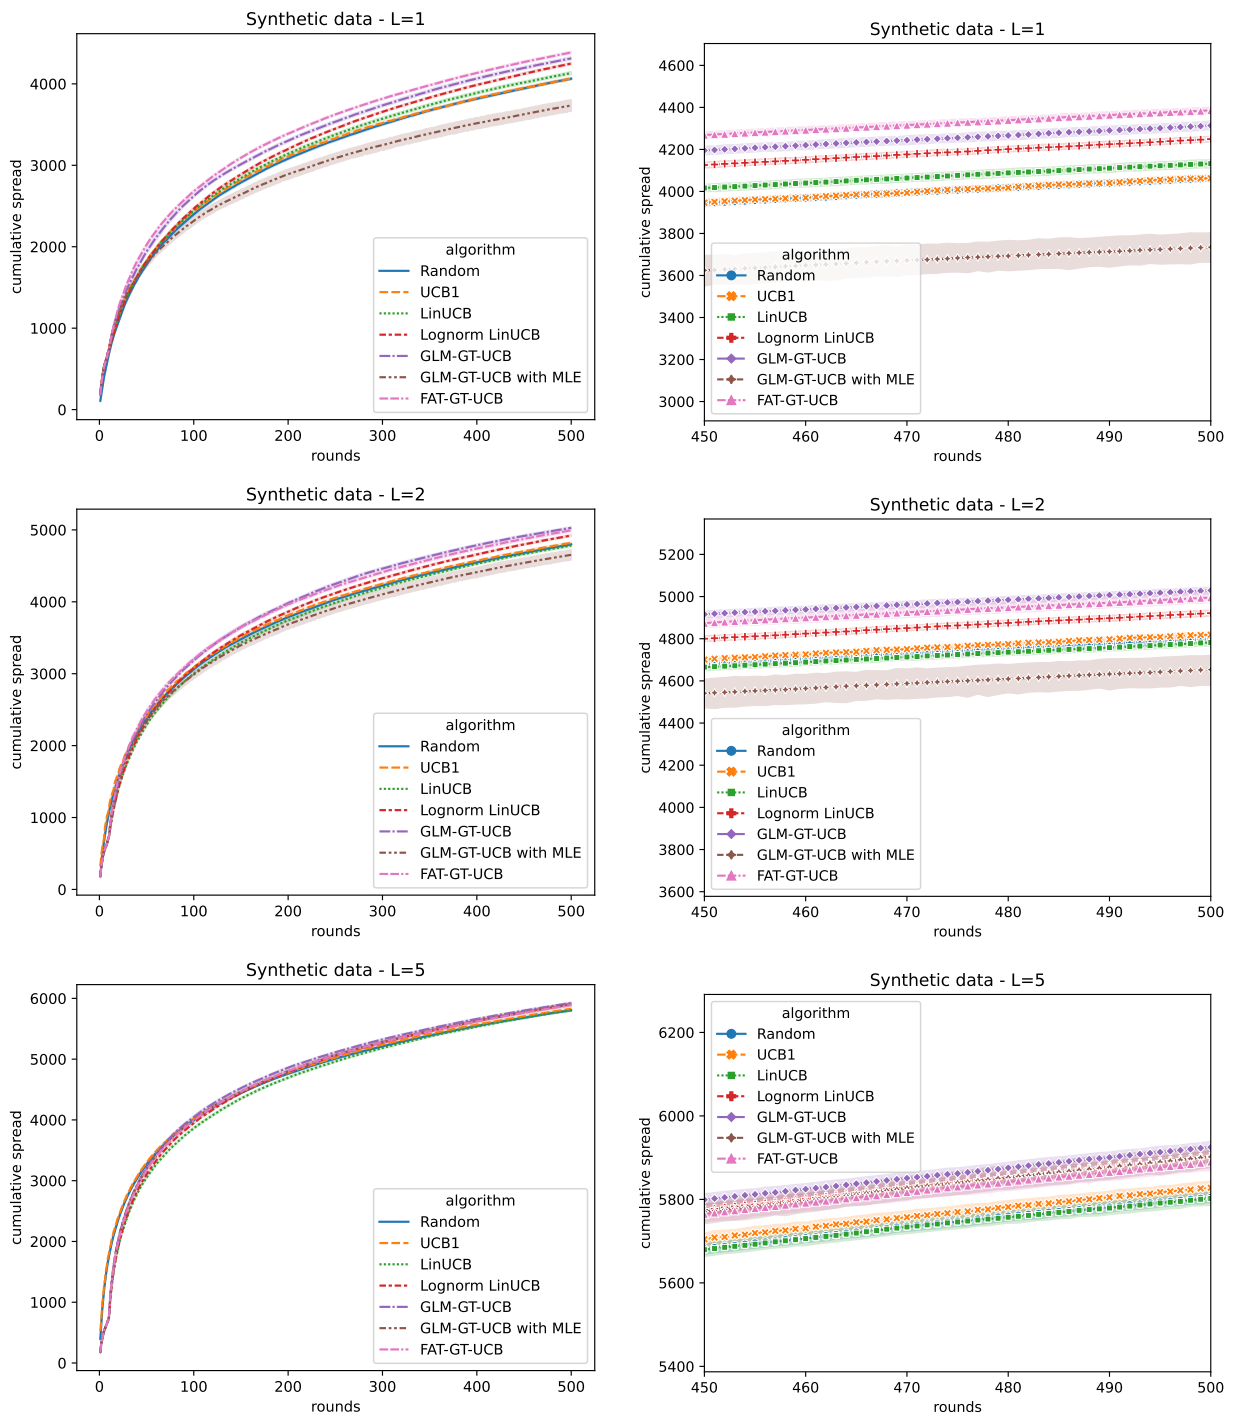 Synthetic data - L=1
4000
3000
2000
1000
0
cumulative spread
algorithm
Random
UCB1
LinUCB
Lognorm LinUCB
GLM-GT-UCB
GLM-GT-UCB with MLE
FAT-GT-UCB
0 100 200 300 400 500
rounds
Synthetic data - L=1
4600
4400
4200
4000
3800
3600
3400
3200
3000
cumulative spread
algorithm
Random
UCB1
LinUCB
Lognorm LinUCB
GLM-GT-UCB
GLM-GT-UCB with MLE
FAT-GT-UCB
450 460 470 480 490 500
rounds
Synthetic data - L=2
5000
4000
3000
2000
1000
0
cumulative spread
algorithm
Random
UCB1
LinUCB
Lognorm LinUCB
GLM-GT-UCB
GLM-GT-UCB with MLE
FAT-GT-UCB
0 100 200 300 400 500
rounds
Synthetic data - L=2
5200
5000
4800
4600
4400
4200
4000
3800
3600
cumulative spread
algorithm
Random
UCB1
LinUCB
Lognorm LinUCB
GLM-GT-UCB
GLM-GT-UCB with MLE
FAT-GT-UCB
450 460 470 480 490 500
rounds
Synthetic data - L=5
6000
5000
4000
3000
2000
1000
0
cumulative spread
algorithm
Random
UCB1
LinUCB
Lognorm LinUCB
GLM-GT-UCB
GLM-GT-UCB with MLE
FAT-GT-UCB
0 100 200 300 400 500
rounds
Synthetic data - L=5
6200
6000
5800
5600
5400
cumulative spread
algorithm
Random
UCB1
LinUCB
Lognorm LinUCB
GLM-GT-UCB
GLM-GT-UCB with MLE
FAT-GT-UCB
450 460 470 480 490 500
rounds